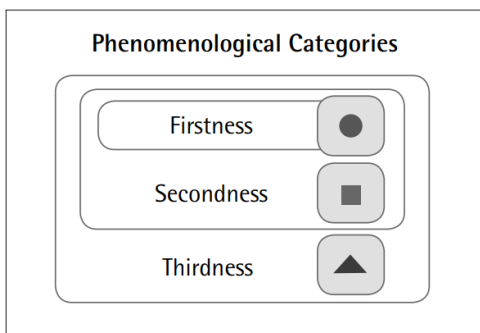 Phenomenological Categories
Firstness
Secondness
Thirdness